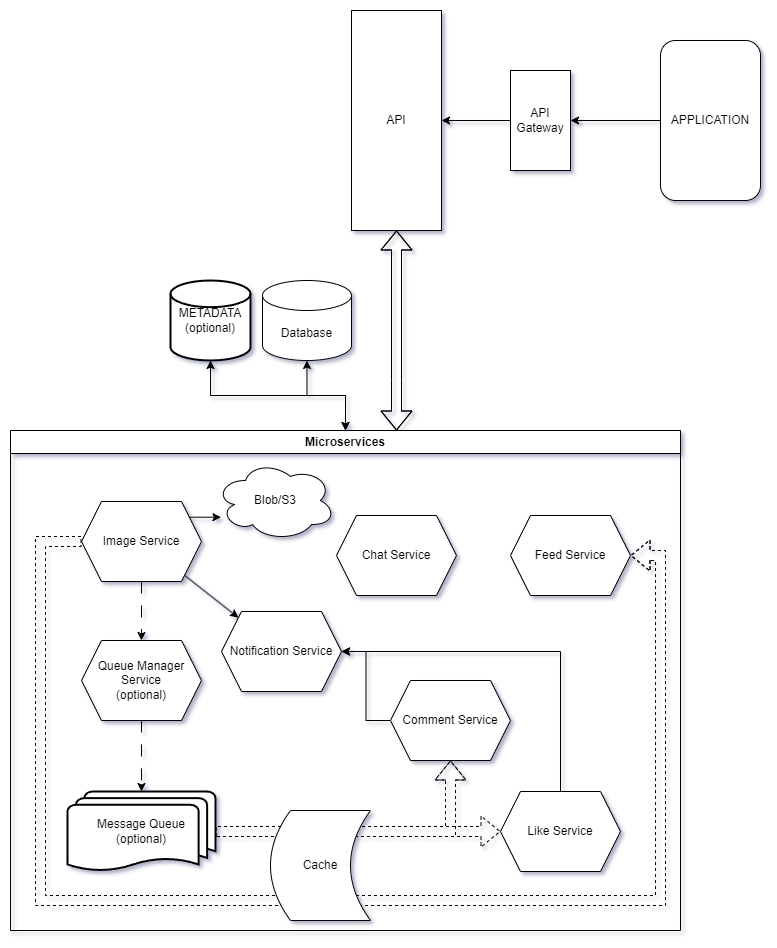 API
API
Gateway
APPLICATION
METADATA
(optional)
Database
Microservices
Blob/S3
Image Service
Chat Service
Feed Service
Notification Service
Queue Manager
Service
(optional)
Comment Service
Message Queue
(optional)
Like Service
Cache